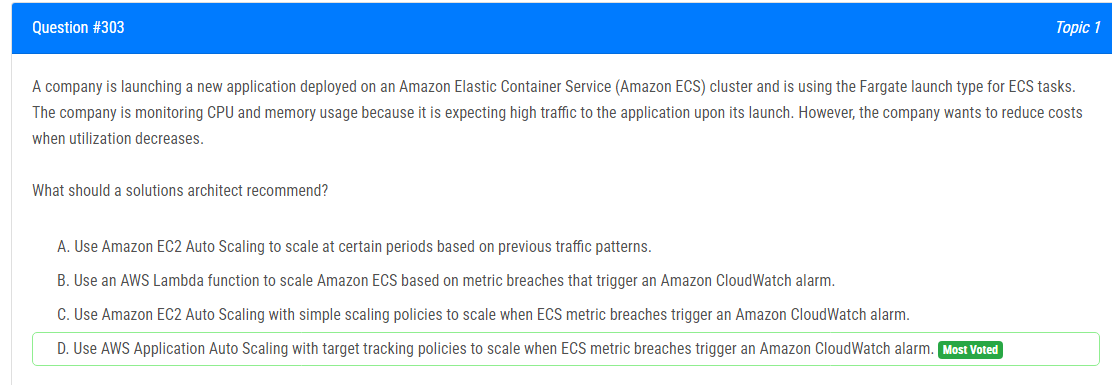 Question #303
Topic 1
A company is launching a new application deployed on an Amazon Elastic Container Service (Amazon ECS) cluster and is using the Fargate launch type for ECS tasks.
The company is monitoring CPU and memory usage because it is expecting high traffic to the application upon its launch. However, the company wants to reduce costs
when utilization decreases.
What should a solutions architect recommend?
A. Use Amazon EC2 Auto Scaling to scale at certain periods based on previous traffic patterns.
B. Use an AWS Lambda function to scale Amazon ECS based on metric breaches that trigger an Amazon CloudWatch alarm.
C. Use Amazon EC2 Auto Scaling with simple scaling policies to scale when ECS metric breaches trigger an Amazon CloudWatch alarm.
D. Use AWS Application Auto Scaling with target tracking policies to scale when ECS metric breaches trigger an Amazon CloudWatch alarm. Most Voted